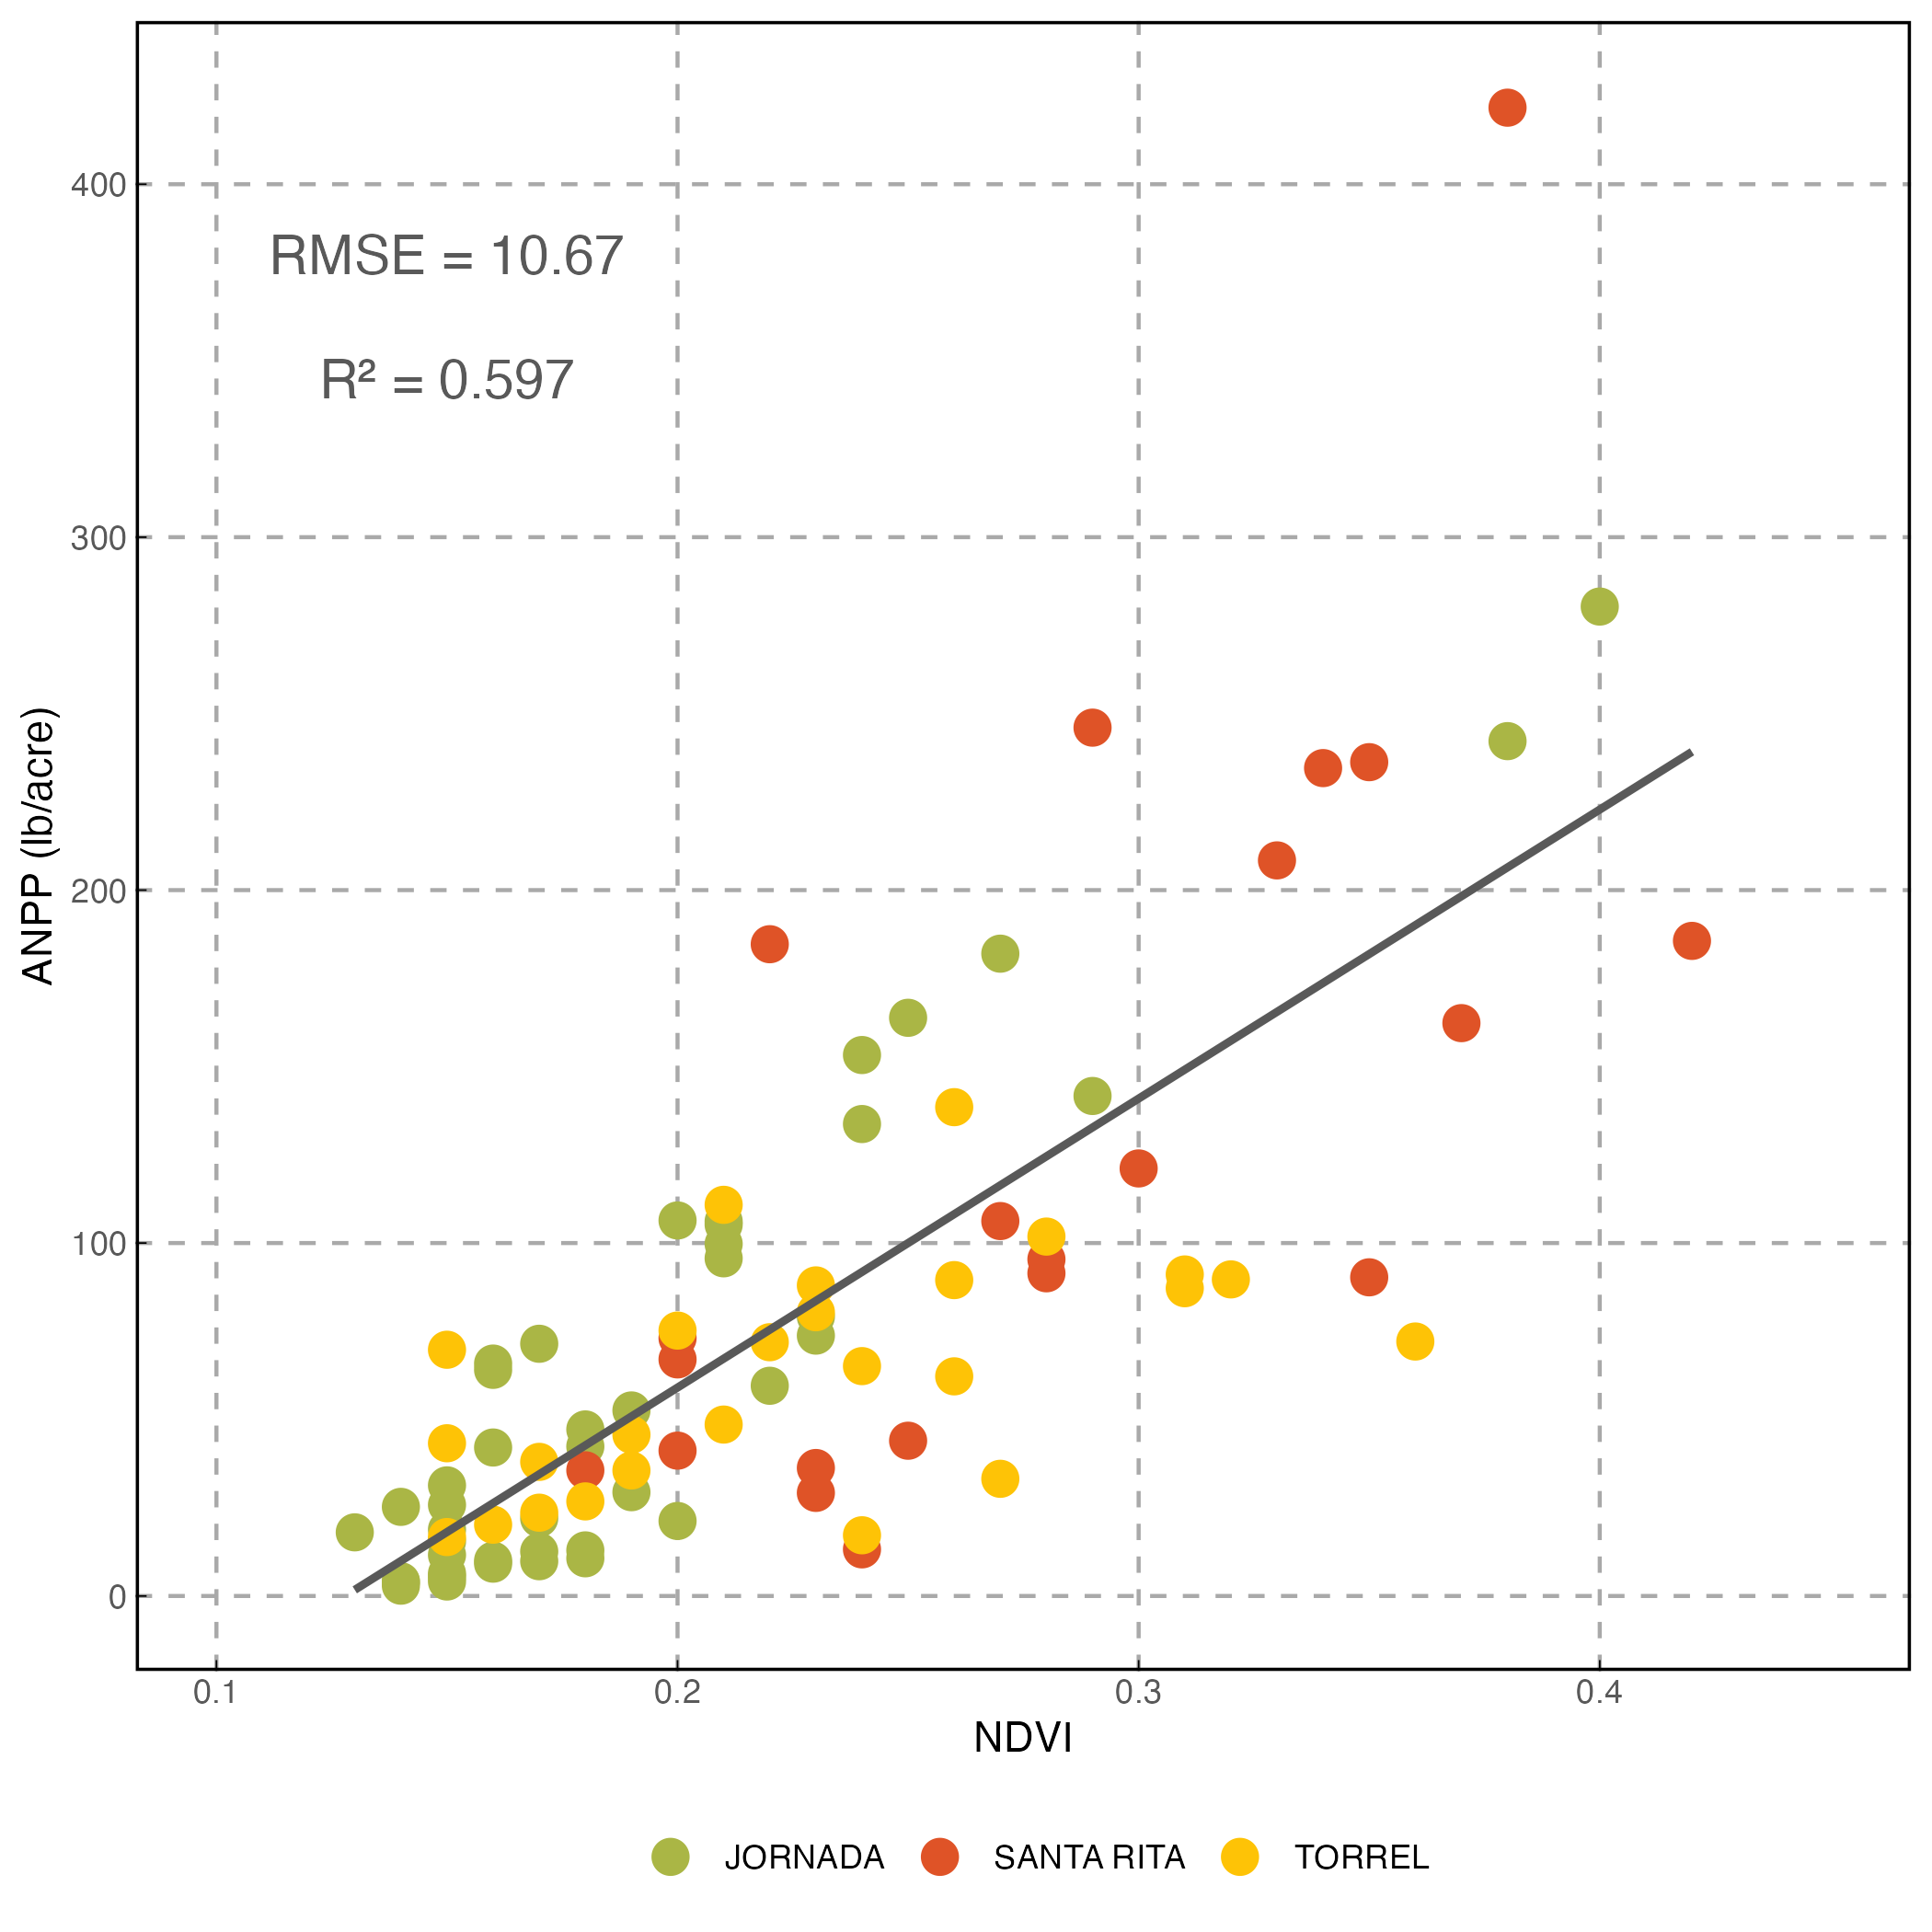 400
RMSE = 10.67
R² = 0.597
300
ANPP (lb/acre)
200
100
0
0.1 0.2 0.3 0.4
NDVI
JORNADA SANTA RITA TORREL